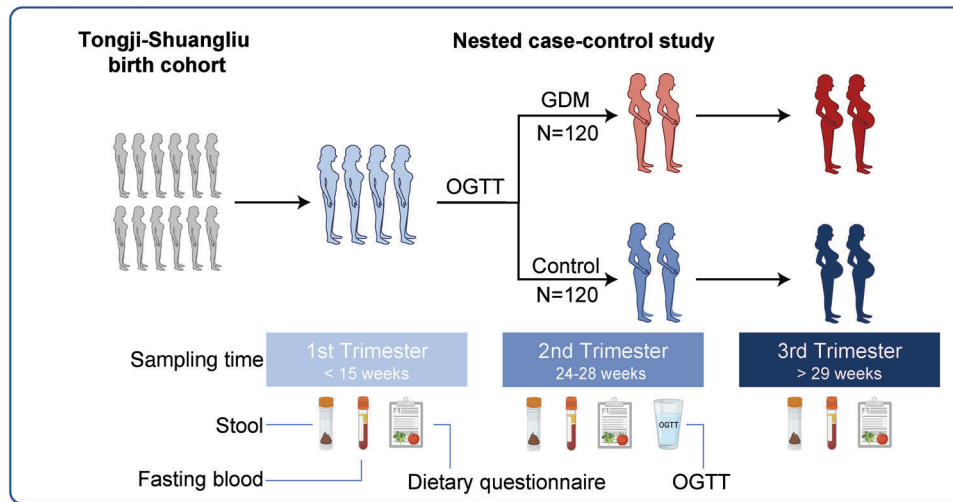 Tongji-Shuangliu
birth cohort
Nested case-control study
GDM
N=120
OGTT
Control
N=120
Sampling time
1st Trimester
< 15 weeks
2nd Trimester
24-28 weeks
3rd Trimester
> 29 weeks
OGTT
Stool
Fasting blood
Dietary questionnaire
OGTT